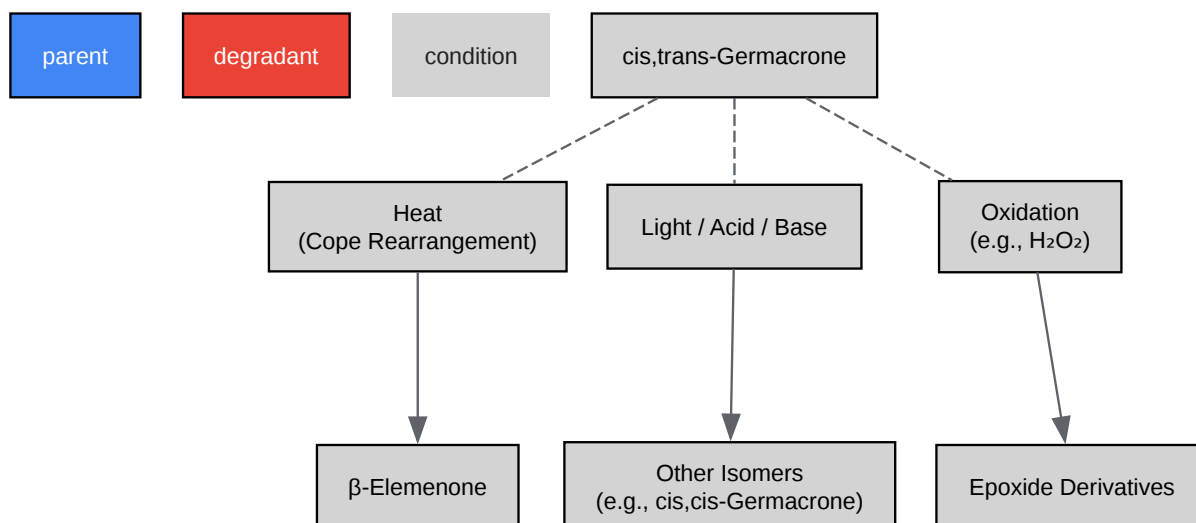 parent
degradant
condition
cis,trans-Germacrone
Heat
(Cope Rearrangement)
Light / Acid / Base
Oxidation
(e.g., H₂O₂)
β-Elemenone
Other Isomers
(e.g., cis,cis-Germacrone)
Epoxide Derivatives